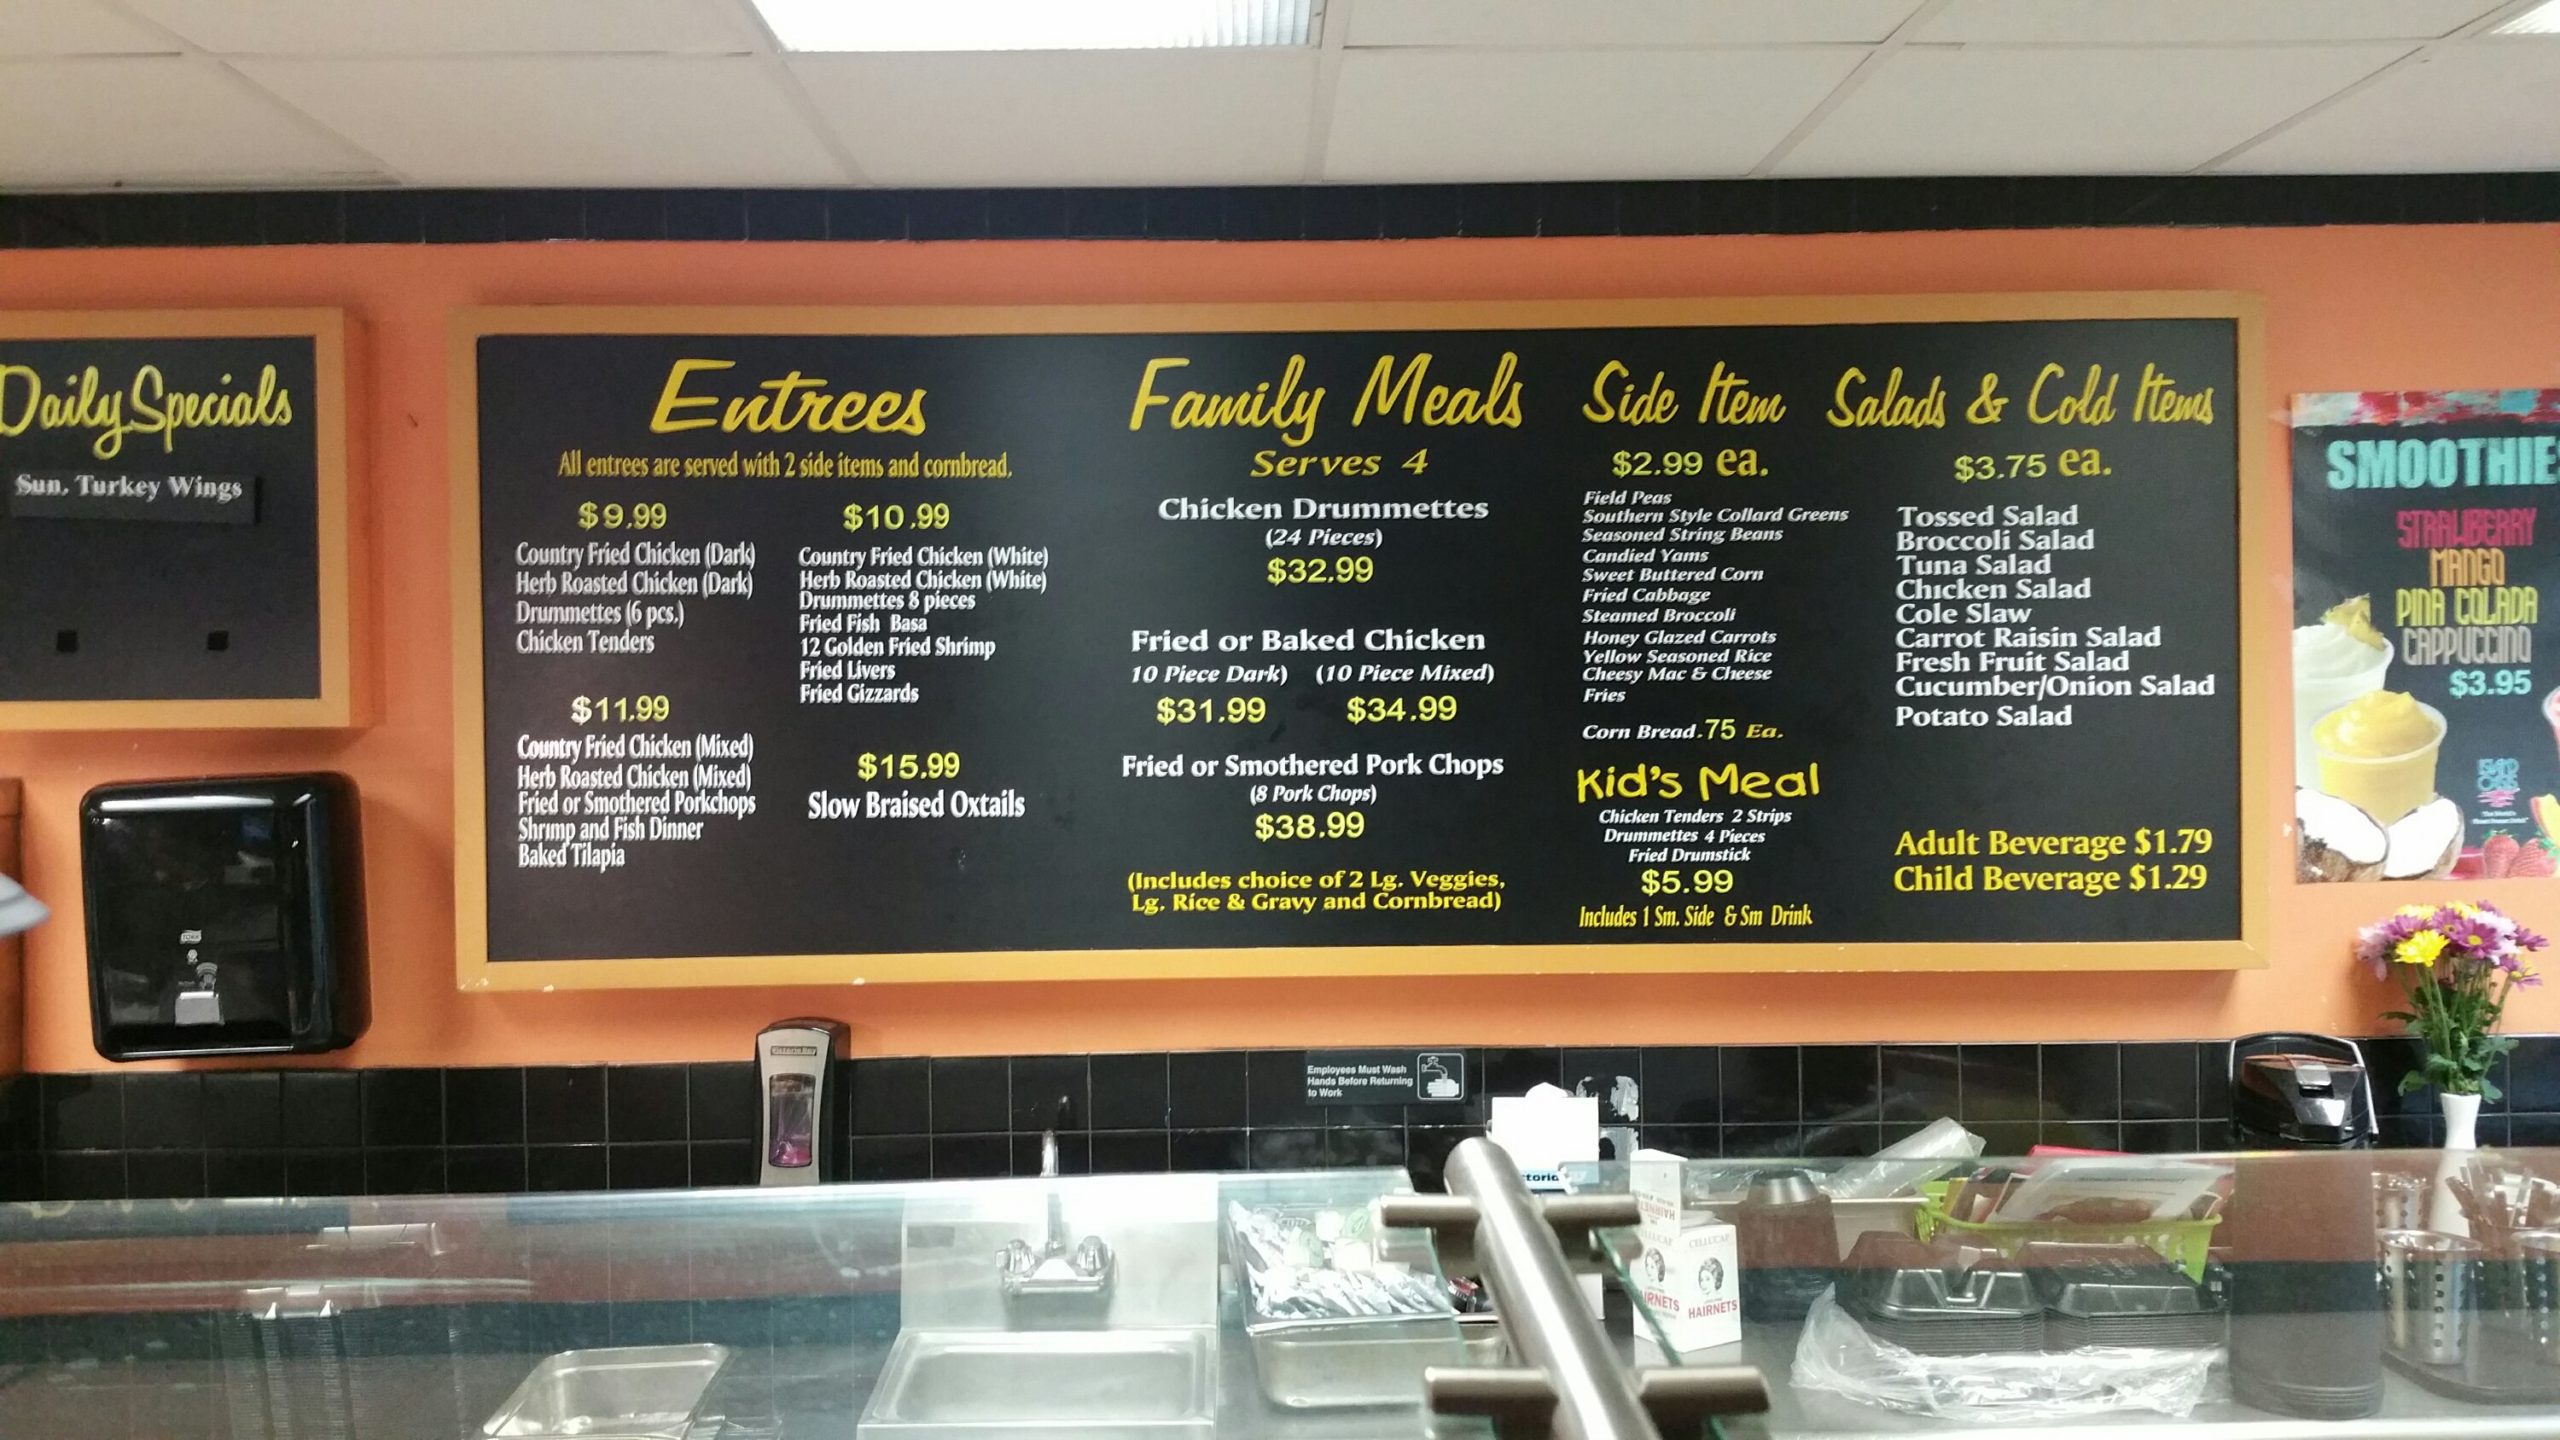 Daily Specials
Sun. Turkey Wings
Entrees
All entrees are served with 2 side items and cornbread.
$9.99
Country Fried Chicken (Dark)
Herb Roasted Chicken (Dark)
Drummettes (6 pcs.)
Chicken Tenders
$11.99
Country Fried Chicken (Mixed)
Herb Roasted Chicken (Mixed)
Fried or Smothered Porkchops
Shrimp and Fish Dinner
Baked Tilapia
$10.99
Country Fried Chicken (White)
Herb Roasted Chicken (White)
Drummettes 8 pieces
Fried Fish Basa
12 Golden Fried Shrimp
Fried Livers
Fried Gizzards
$15.99
Slow Braised Oxtails
Family Meals
Serves 4
Chicken Drummettes
(24 Pieces)
$32.99
Fried or Baked Chicken
10 Piece Dark) (10 Piece Mixed)
$31.99 $34.99
Fried or Smothered Pork Chops
(8 Pork Chops)
$38.99
(Includes choice of 2 Lg. Veggies,
Lg. Rice & Gravy and Cornbread)
Side Item
$2.99 ea.
Field Peas
Southern Style Collard Greens
Seasoned String Beans
Candied Yams
Sweet Buttered Corn
Fried Cabbage
Steamed Broccoli
Honey Glazed Carrots
Yellow Seasoned Rice
Cheesy Mac & Cheese
Fries
Corn Bread .75 Ea.
Kid's Meal
Chicken Tenders 2 Strips
Drummettes 4 Pieces
Fried Drumstick
$5.99
Includes 1 Sm. Side & Sm Drink
Salads & Cold Items
$3.75 ea.
Tossed Salad
Broccoli Salad
Tuna Salad
Chicken Salad
Cole Slaw
Carrot Raisin Salad
Fresh Fruit Salad
Cucumber/Onion Salad
Potato Salad
Adult Beverage $1.79
Child Beverage $1.29
SMOOTHIE
STRAWBERRY
MANGO
PINA COLADA
CAPPUCCINO
$3.95
Employees Must Wash
Hands Before Returning
to Work
Victoria Bay
TORK
CELLUCAP
HAIRNETS